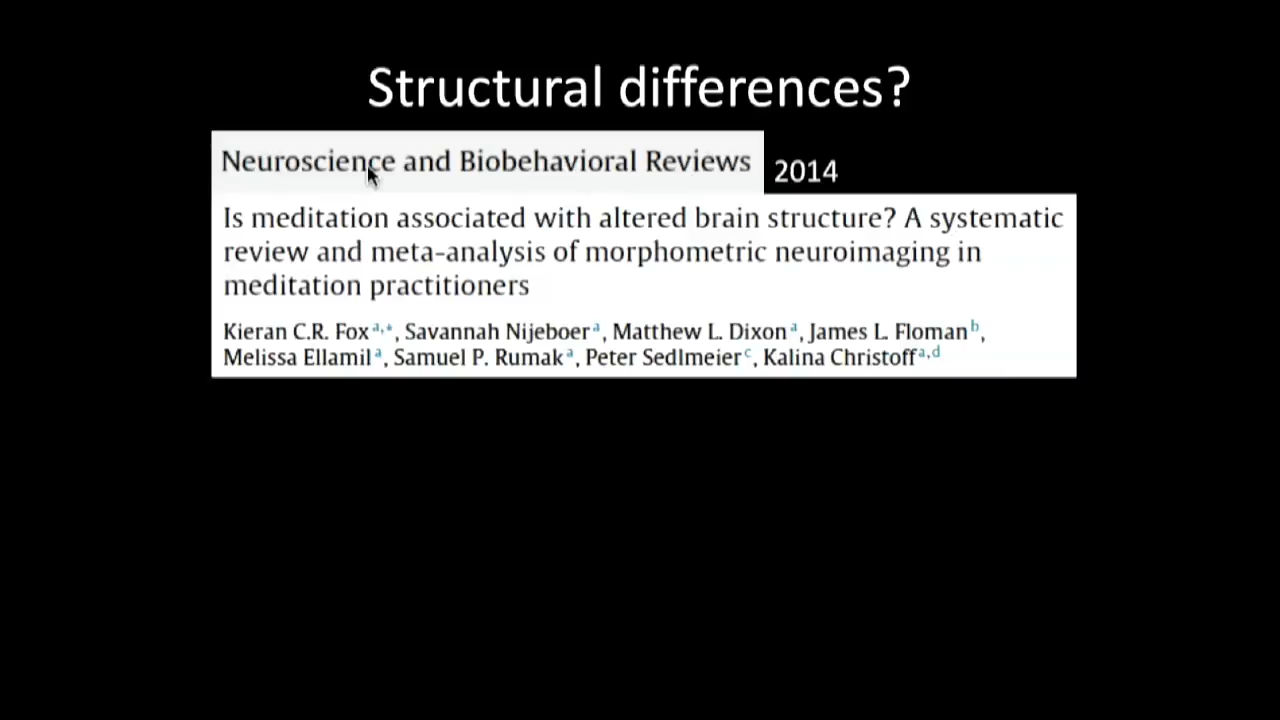 Structural differences?
Neuroscience and Biobehavioral Reviews 2014
Is meditation associated with altered brain structure? A systematic
review and meta-analysis of morphometric neuroimaging in
meditation practitioners
Kieran C.R. Fox a,*, Savannah Nijeboer a, Matthew L. Dixon a, James L. Floman b,
Melissa Ellamil a, Samuel P. Rumak a, Peter Sedlmeier c, Kalina Christoff a,d